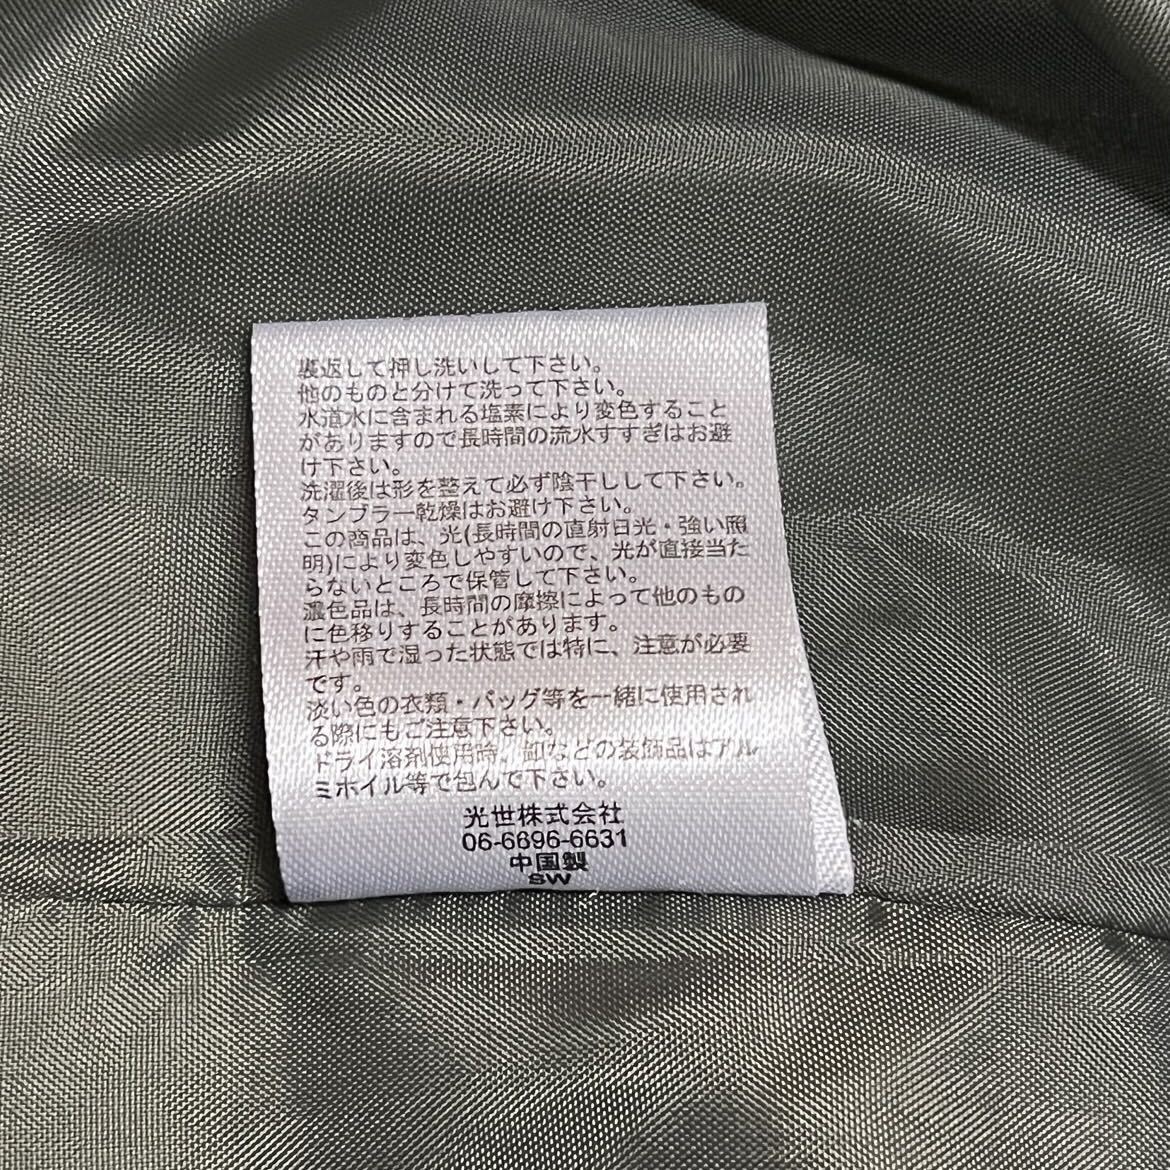 裏返して押し洗いして下さい。
他のものと分けて洗って下さい。
水道水に含まれる塩素により変色すること
がありますので長時間の流水すすぎはお避
け下さい。
洗濯後は形を整えて必ず陰干しして下さい。
タンブラー乾燥はお避け下さい。
この商品は、光(長時間の直射日光・強い照
明)により変色しやすいので、光が直接当た
らないところで保管して下さい。
濃色品は、長時間の摩擦によって他のもの
に色移りすることがあります。
汗や雨で湿った状態では特に、注意が必要
です。
淡い色の衣類・バッグ等を一緒に使用され
る際にもご注意下さい。
ドライ溶剤使用時、釦などの装飾品はアル
ミホイル等で包んで下さい。
光世株式会社
06-6696-6631
中国製
SW